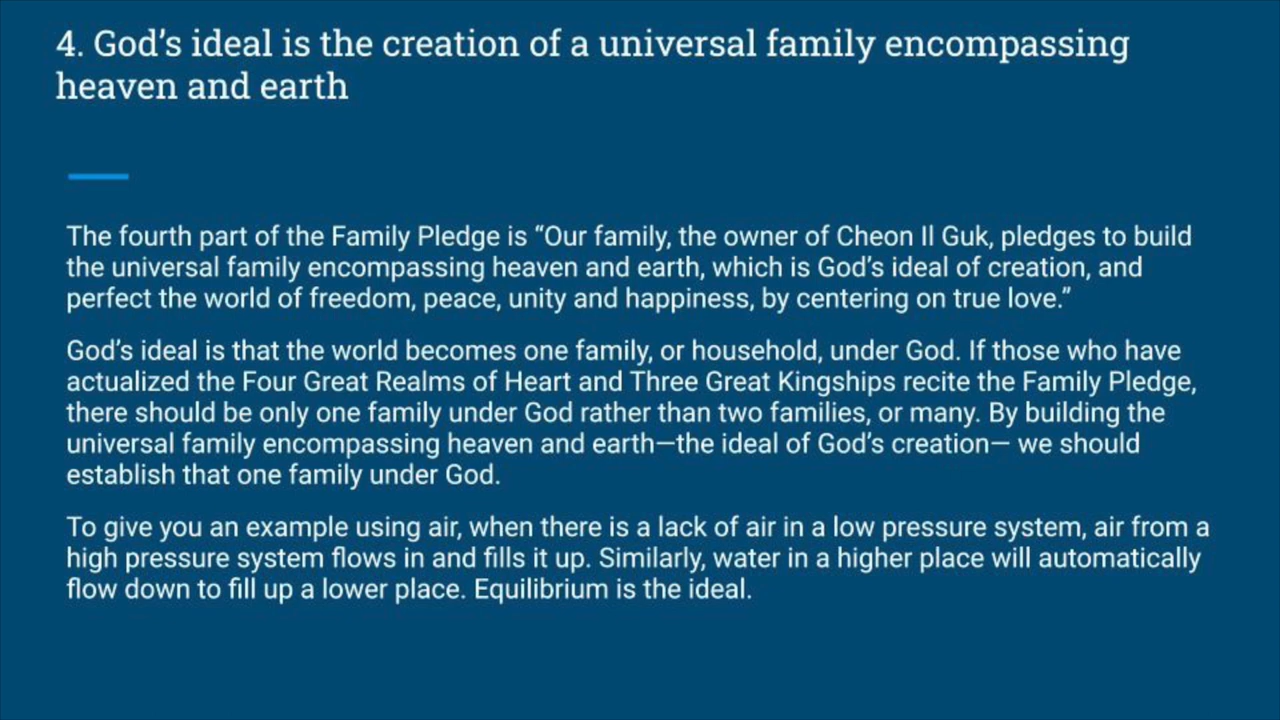 4. God’s ideal is the creation of a universal family encompassing
heaven and earth
The fourth part of the Family Pledge is “Our family, the owner of Cheon Il Guk, pledges to build
the universal family encompassing heaven and earth, which is God’s ideal of creation, and
perfect the world of freedom, peace, unity and happiness, by centering on true love.”
God’s ideal is that the world becomes one family, or household, under God. If those who have
actualized the Four Great Realms of Heart and Three Great Kingships recite the Family Pledge,
there should be only one family under God rather than two families, or many. By building the
universal family encompassing heaven and earth—the ideal of God’s creation— we should
establish that one family under God.
To give you an example using air, when there is a lack of air in a low pressure system, air from a
high pressure system flows in and fills it up. Similarly, water in a higher place will automatically
flow down to fill up a lower place. Equilibrium is the ideal.